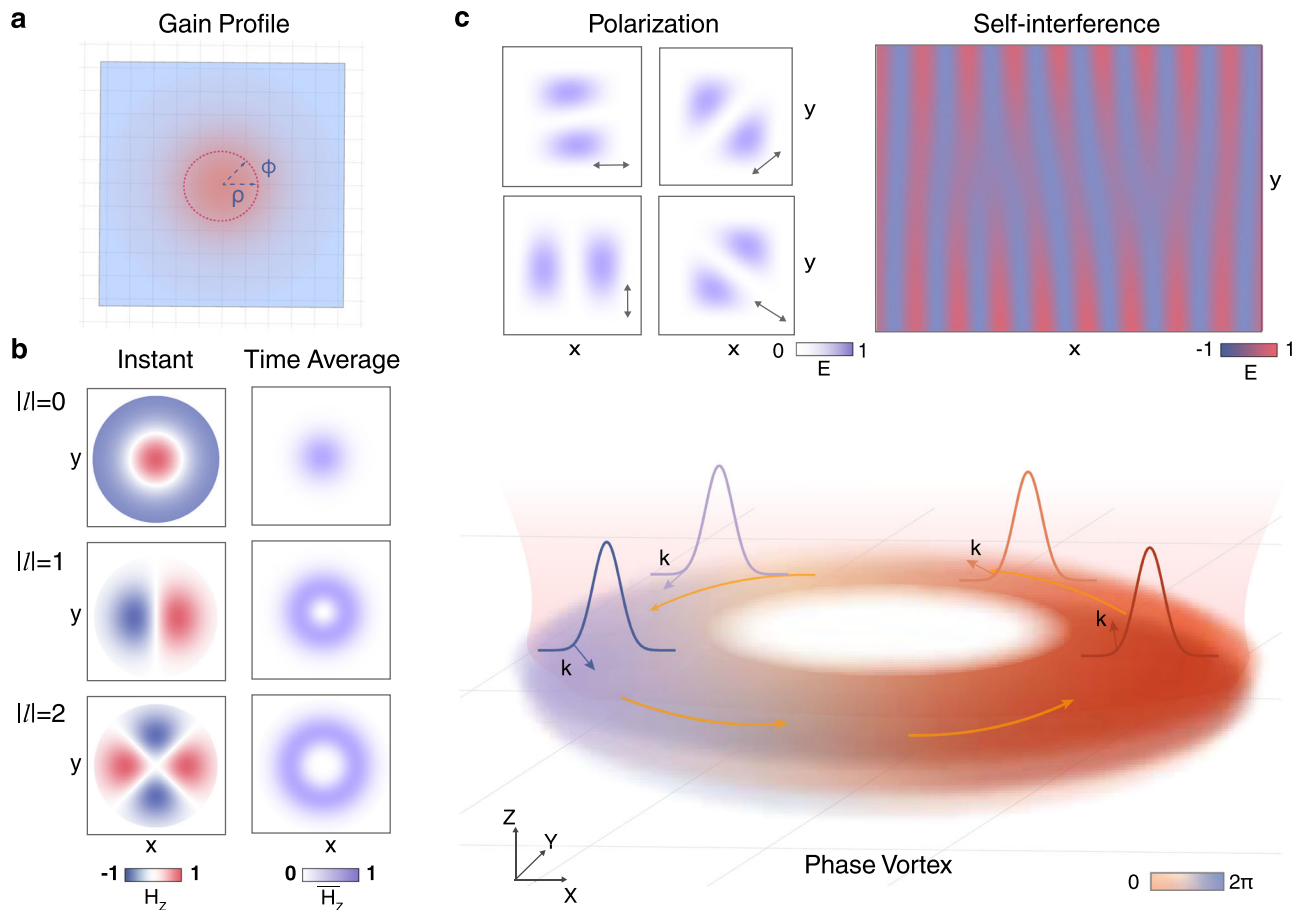 a
Gain Profile
ϕ
ρ
b
Instant
Time Average
|l|=0
y
|l|=1
y
|l|=2
y
x
-1 1
H_z
0 1
H̅_z
c
Polarization
Self-interference
y
y
x
x
0 1
E
y
x
-1 1
E
k
k
k
k
Z
Y
X
Phase Vortex
0 2π